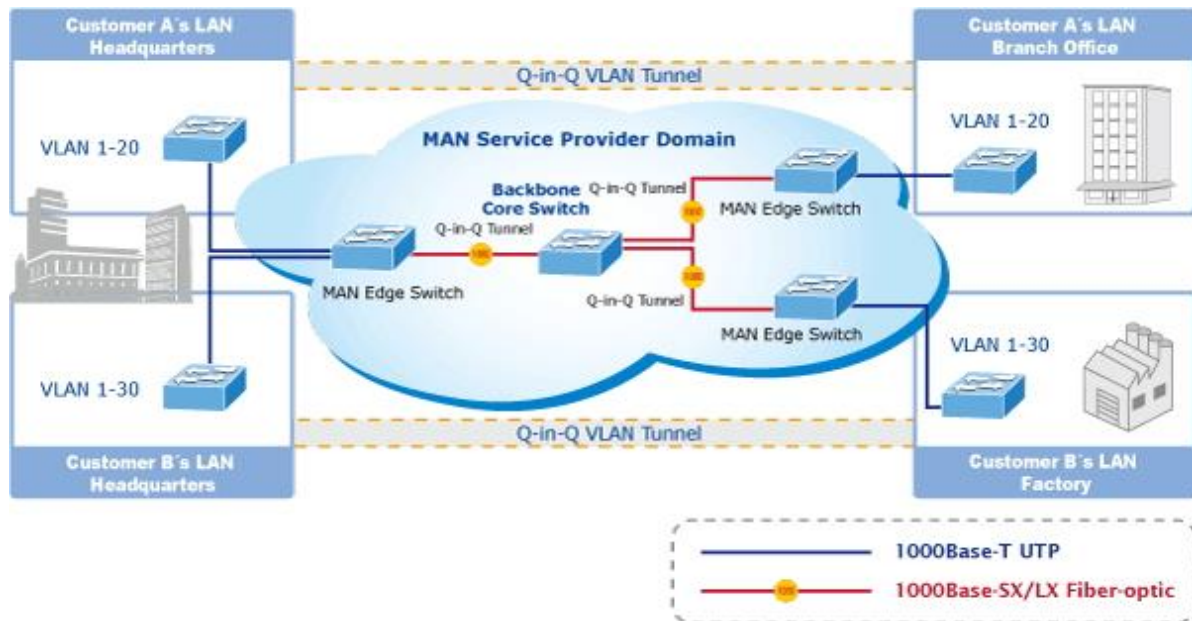 Customer A´s LAN
Headquarters
Customer A´s LAN
Branch Office
Q-in-Q VLAN Tunnel
VLAN 1-20
MAN Service Provider Domain
VLAN 1-20
Backbone
Core Switch
Q-in-Q Tunnel
MAN Edge Switch
Q-in-Q Tunnel
MAN Edge Switch
Q-in-Q Tunnel
MAN Edge Switch
VLAN 1-30
VLAN 1-30
Q-in-Q VLAN Tunnel
Customer B´s LAN
Headquarters
Customer B´s LAN
Factory
1000Base-T UTP
1000Base-SX/LX Fiber-optic